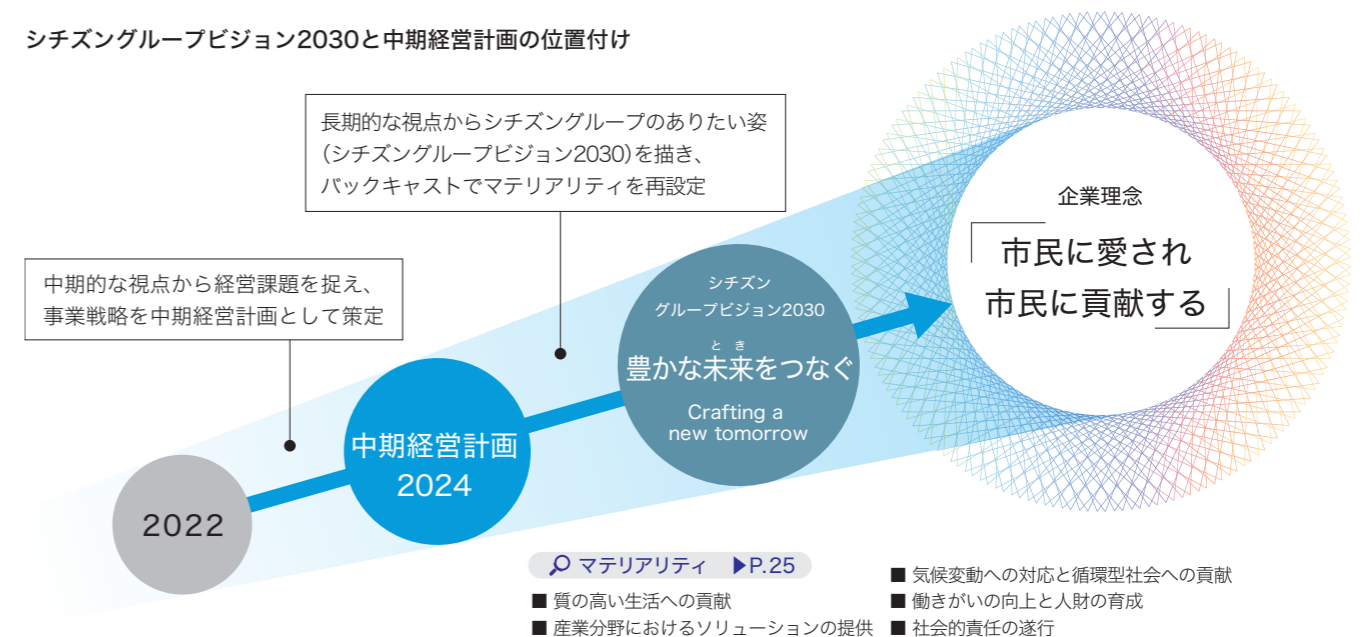 シチズングループビジョン2030と中期経営計画の位置付け
長期的な視点からシチズングループのありたい姿
（シチズングループビジョン2030）を描き、
バックキャストでマテリアリティを再設定
中期的な視点から経営課題を捉え、
事業戦略を中期経営計画として策定
2022
中期経営計画
2024
シチズン
グループビジョン2030
とき
豊かな未来をつなぐ
Crafting a
new tomorrow
企業理念
「市民に愛され
市民に貢献する」
マテリアリティ ▶P.25
■ 質の高い生活への貢献
■ 産業分野におけるソリューションの提供
■ 気候変動への対応と循環型社会への貢献
■ 働きがいの向上と人財の育成
■ 社会的責任の遂行